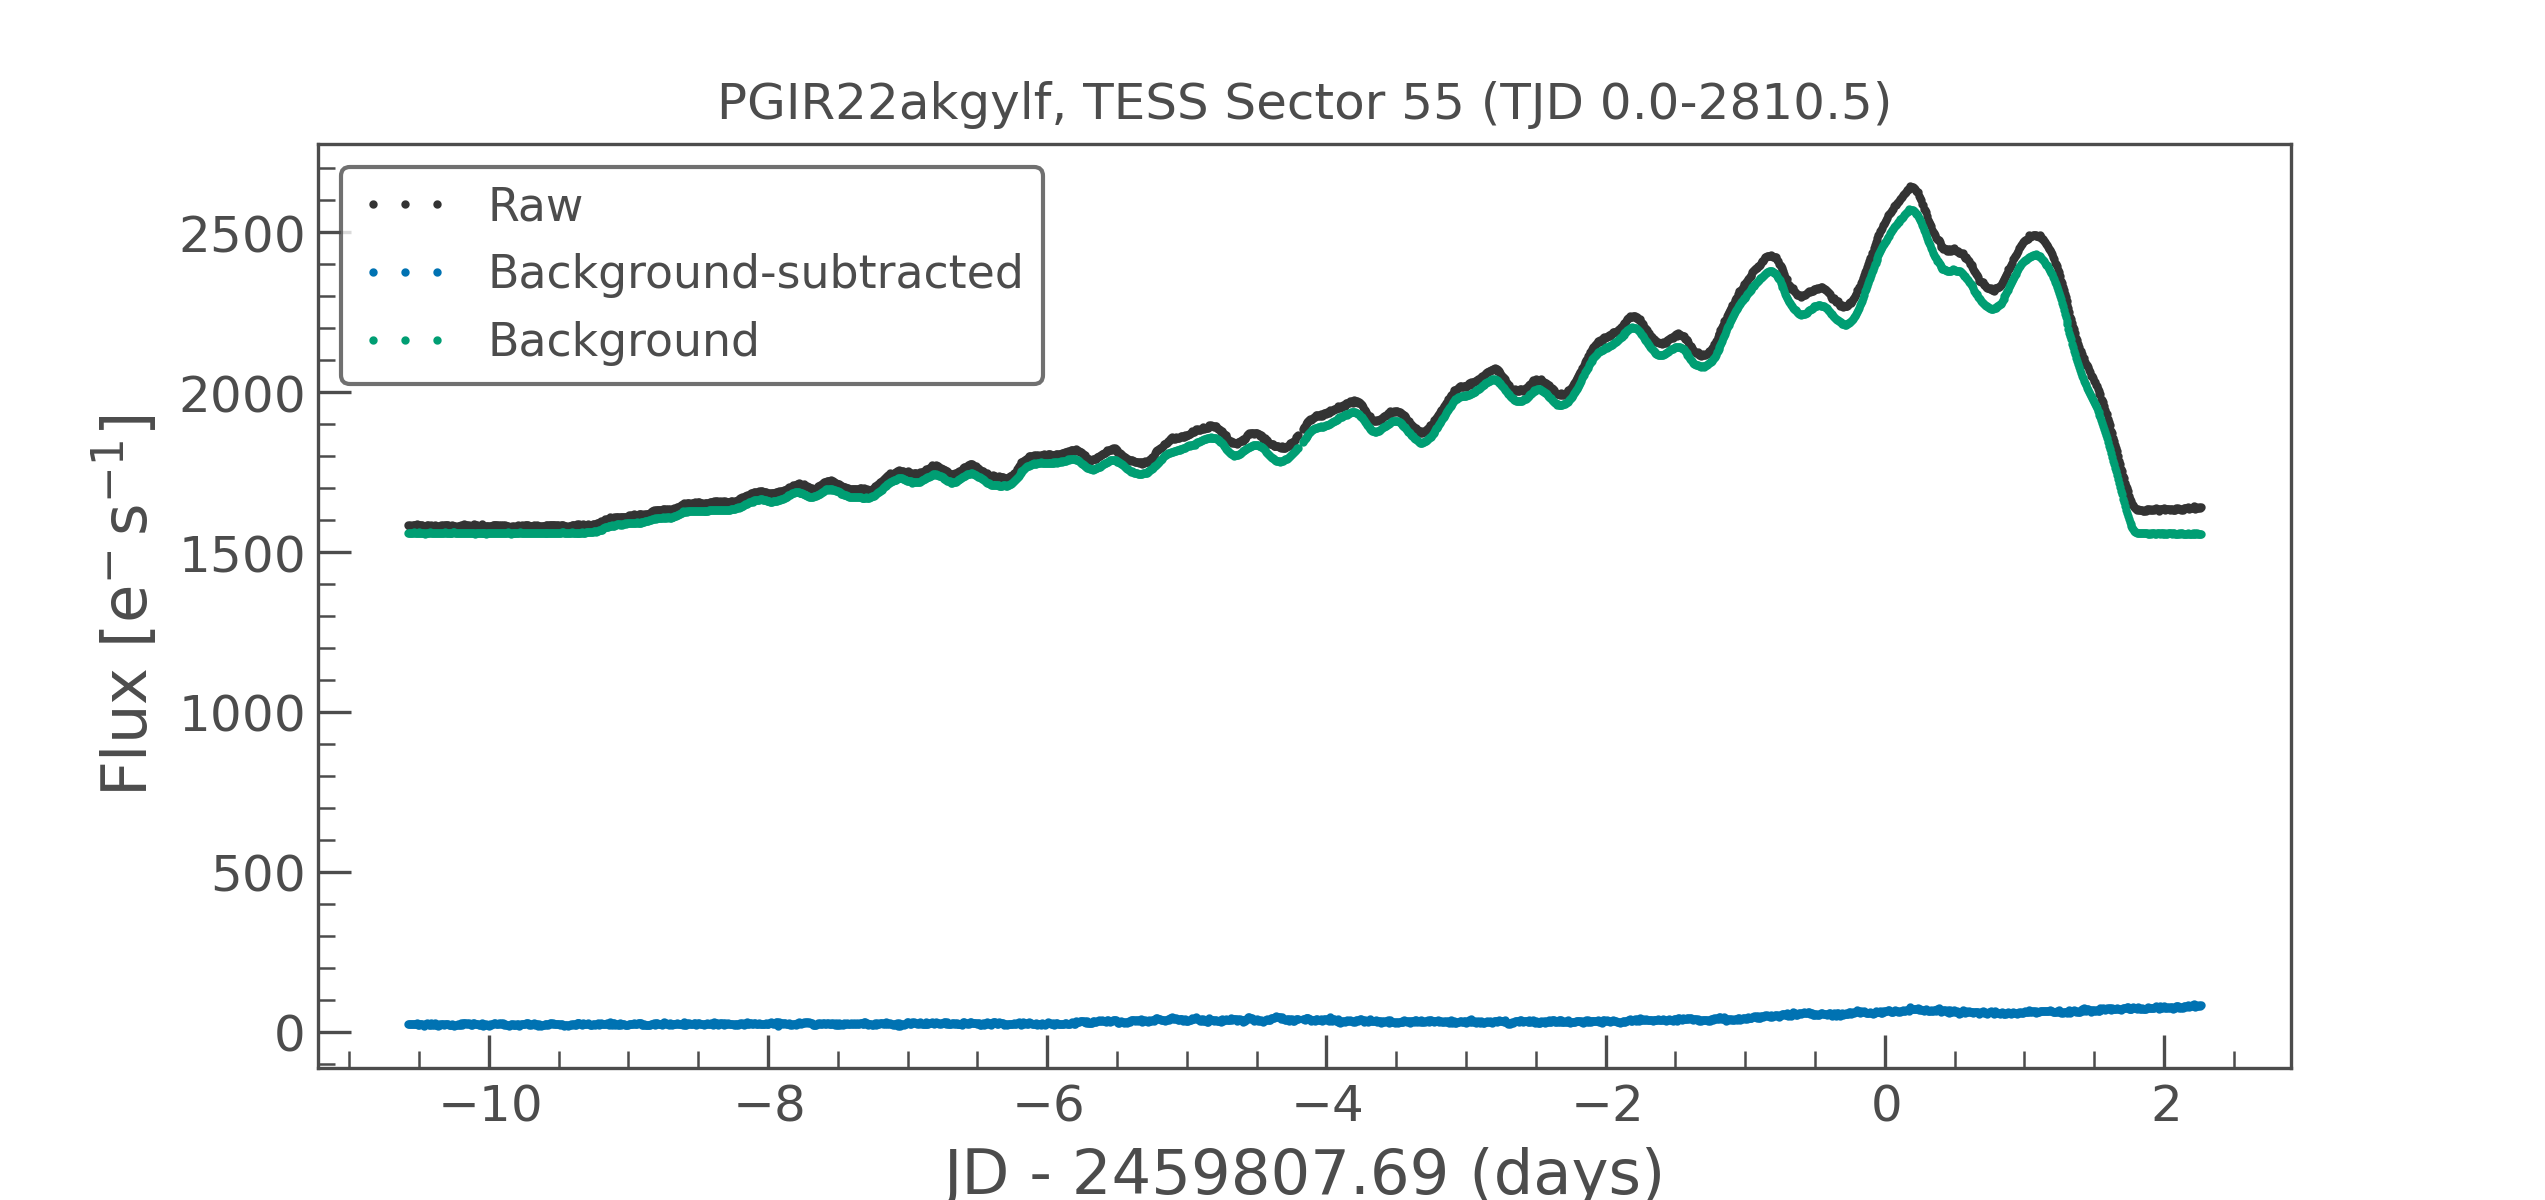 PGIR22akgylf, TESS Sector 55 (TJD 0.0-2810.5)
Raw
Background-subtracted
Background
2500
2000
1500
1000
500
0
Flux [e⁻ s⁻¹]
−10 −8 −6 −4 −2 0 2
JD - 2459807.69 (days)